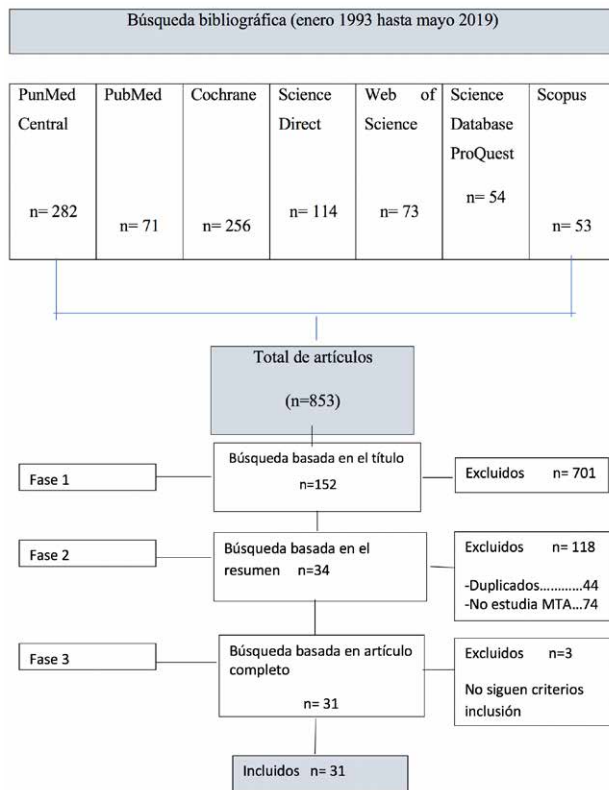 Búsqueda bibliográfica (enero 1993 hasta mayo 2019)
PunMed
Central
n= 282
PubMed
n= 71
Cochrane
n= 256
Science
Direct
n= 114
Web of
Science
n= 73
Science
Database
ProQuest
n= 54
Scopus
n= 53
Total de artículos
(n=853)
Fase 1
Búsqueda basada en el título
n=152
Excluidos n= 701
Fase 2
Búsqueda basada en el
resumen n=34
Excluidos n= 118
-Duplicados............44
-No estudia MTA...74
Fase 3
Búsqueda basada en artículo
completo
n= 31
Excluidos n=3
No siguen criterios
inclusión
Incluidos n= 31